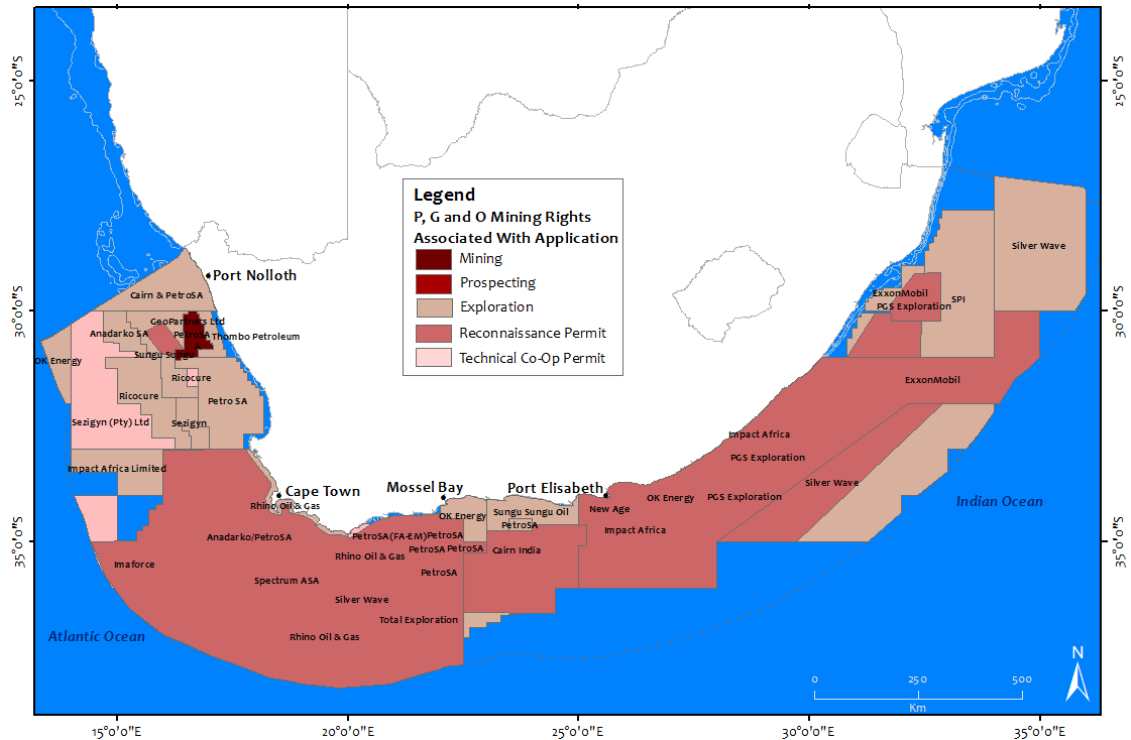 25°0'0"S
25°0'0"S
Legend
P, G and O Mining Rights
Associated With Application
Mining
Prospecting
Exploration
Reconnaissance Permit
Technical Co-Op Permit
Port Nolloth
Silver Wave
Cairn & PetroSA
ExxonMobil
SPI
PGS Exploration
30°0'0"S
30°0'0"S
GeoPartners Ltd
Anadarko SA
PetroSA
Thombo Petroleum
Sungu Sungu
OK Energy
Ricocure
ExxonMobil
Ricocure
Petro SA
Sezigyn (Pty) Ltd
Sezigyn
Impact Africa
PGS Exploration
Impact Africa Limited
Silver Wave
Cape Town
Mossel Bay
Port Elisabeth
OK Energy
PGS Exploration
Indian Ocean
Rhino Oil & Gas
OK Energy
Sungu Sungu Oil
New Age
PetroSA
Impact Africa
Anadarko/PetroSA
PetroSA(FA-EM)
PetroSA
35°0'0"S
35°0'0"S
PetroSA
PetroSA
Cairn India
Rhino Oil & Gas
Imaforce
PetroSA
Spectrum ASA
Silver Wave
Total Exploration
Atlantic Ocean
Rhino Oil & Gas
N
0
250
500
Km
15°0'0"E
20°0'0"E
25°0'0"E
30°0'0"E
35°0'0"E